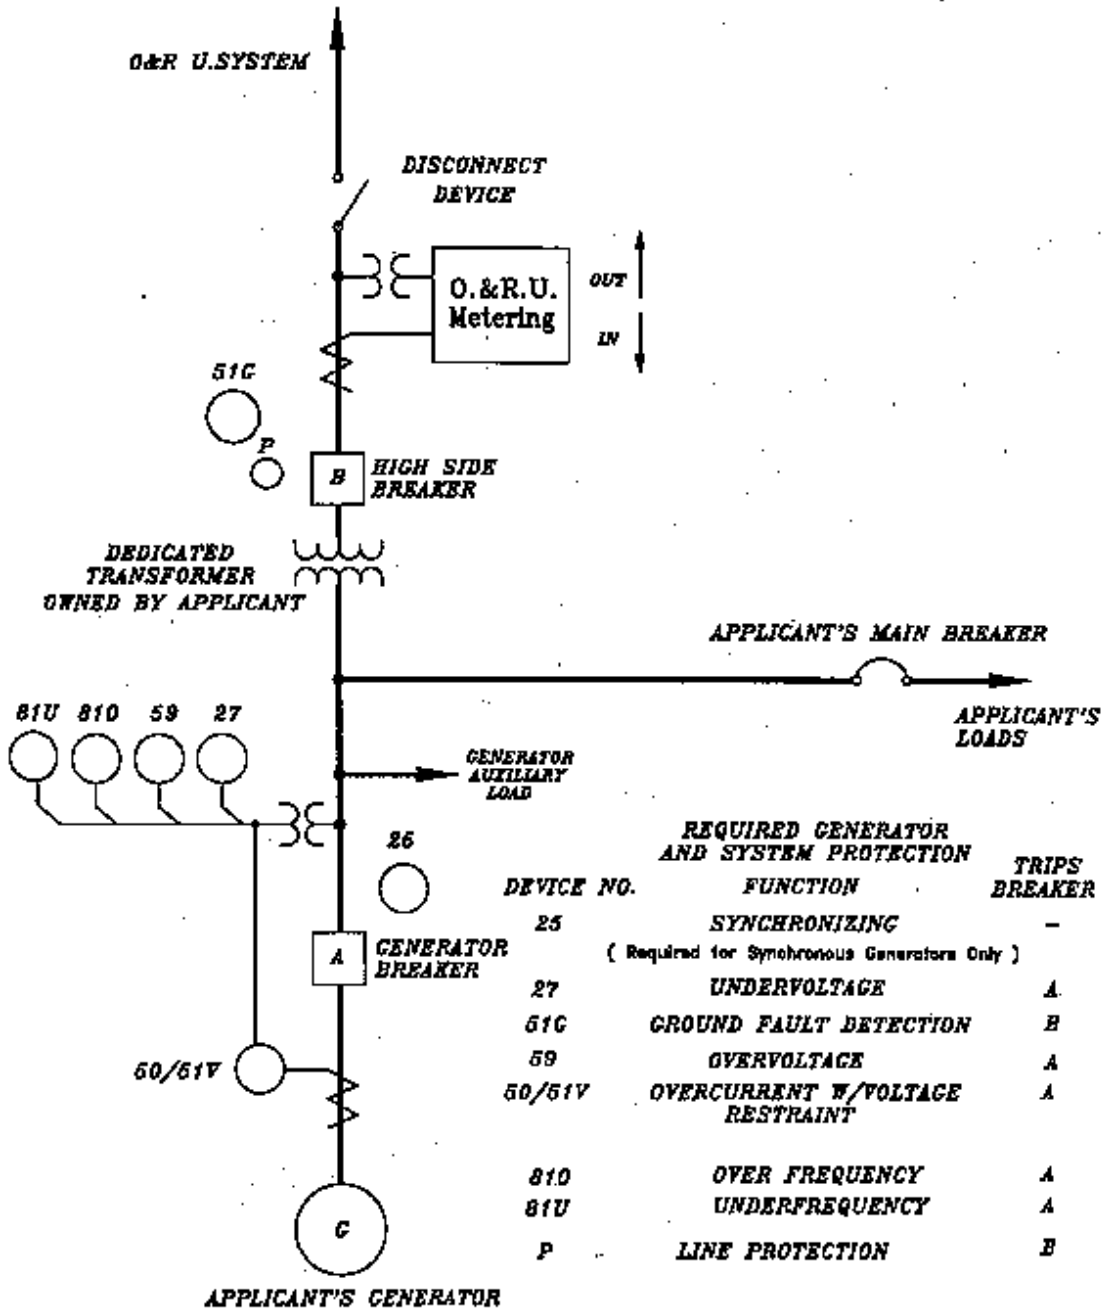 O&R U.SYSTEM
DISCONNECT
DEVICE
O.&R.U.
Metering
OUT
IN
51G
P
B
HIGH SIDE
BREAKER
DEDICATED
TRANSFORMER
OWNED BY APPLICANT
APPLICANT'S MAIN BREAKER
APPLICANT'S
LOADS
81U 81O 59 27
GENERATOR
AUXILIARY
LOAD
25
A
GENERATOR
BREAKER
50/51V
G
APPLICANT'S GENERATOR
REQUIRED GENERATOR
AND SYSTEM PROTECTION
DEVICE NO. FUNCTION TRIPS BREAKER
25 SYNCHRONIZING –
( Required for Synchronous Generators Only )
27 UNDERVOLTAGE A
51G GROUND FAULT DETECTION B
59 OVERVOLTAGE A
50/51V OVERCURRENT W/VOLTAGE A
RESTRAINT
81O OVER FREQUENCY A
81U UNDERFREQUENCY A
P LINE PROTECTION B